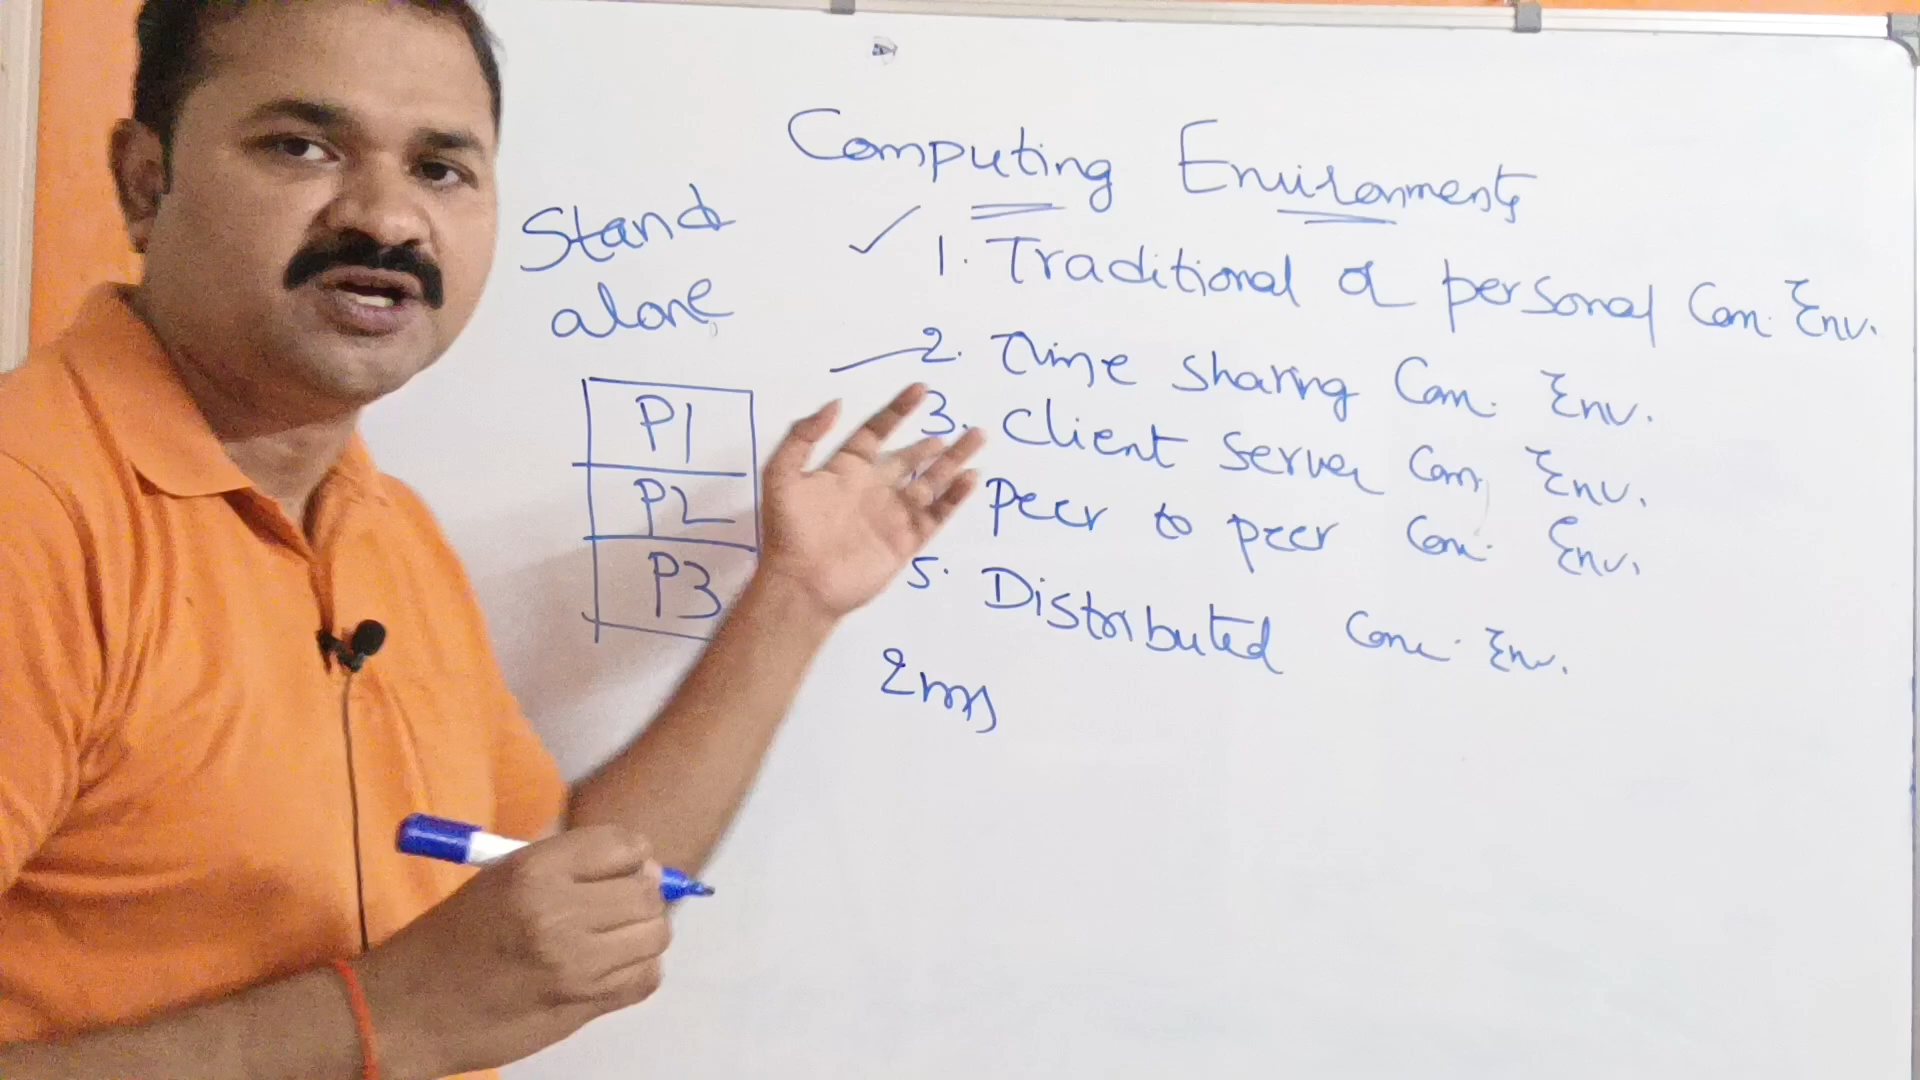 Computing Environments
Stand
alone
1. Traditional or personal Com. Env.
2. Time sharing Com. Env.
3. Client server Com. Env.
Peer to peer Com. Env.
5. Distributed Com. Env.
P1
P2
P3
2ms